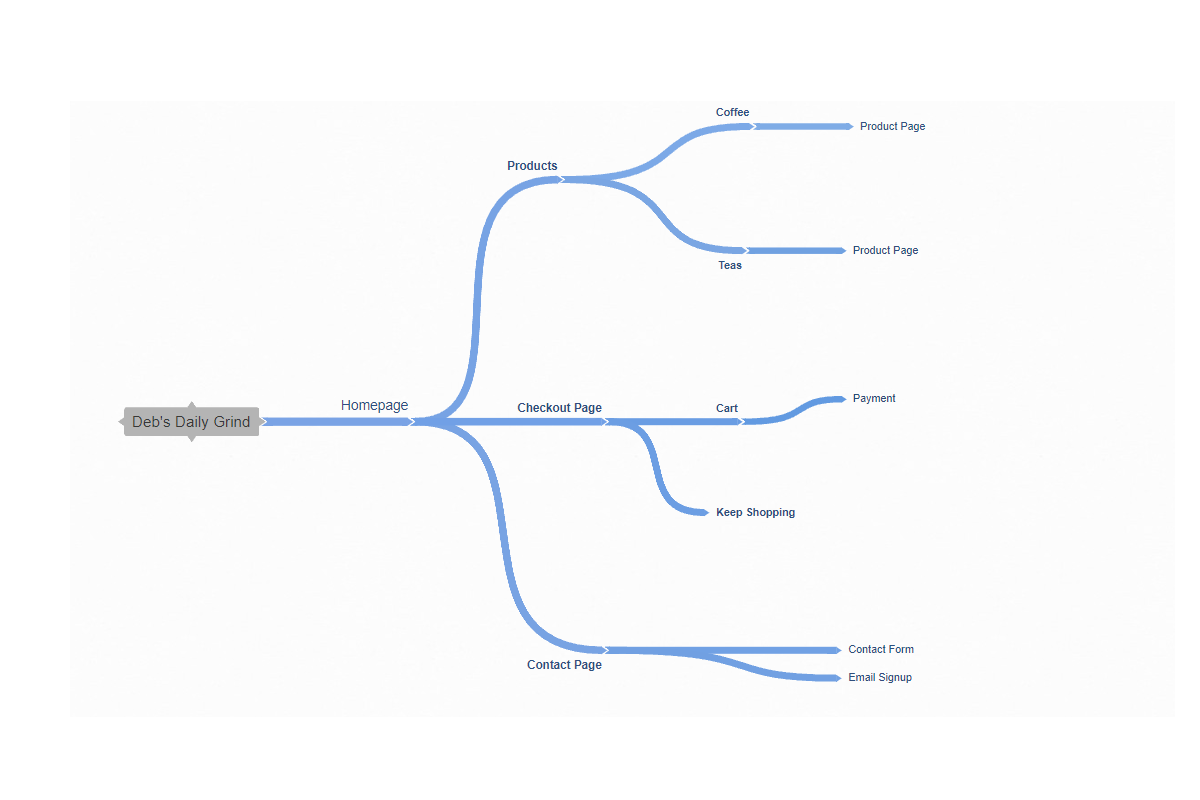 Coffee
Product Page
Products
Product Page
Teas
Payment
Homepage
Checkout Page
Cart
Deb's Daily Grind
Keep Shopping
Contact Form
Contact Page
Email Signup